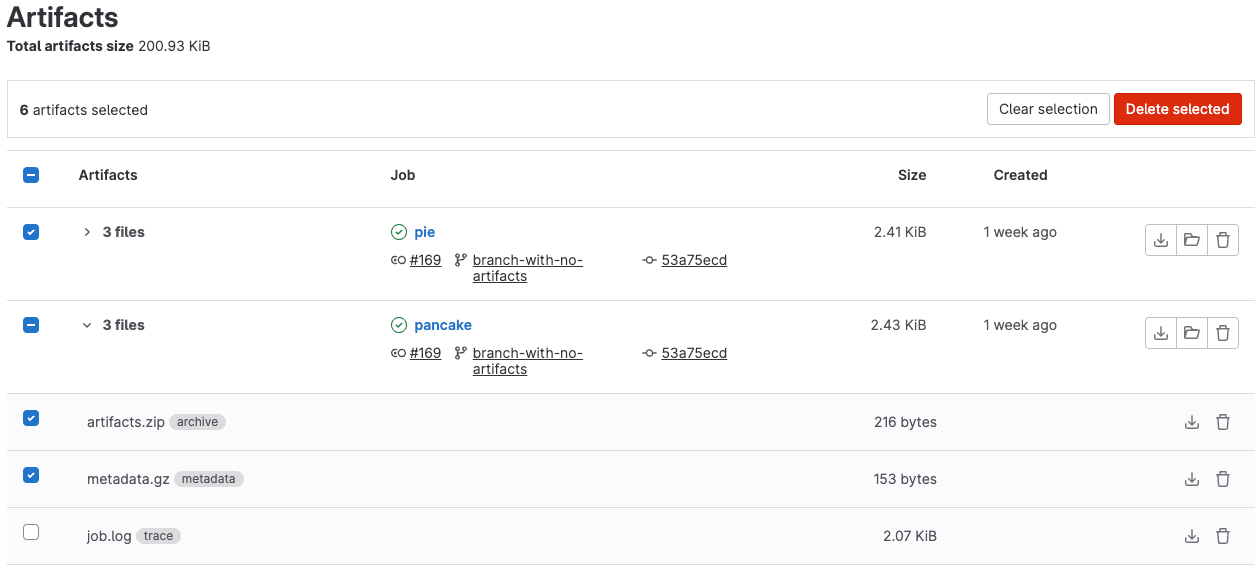 Artifacts
Total artifacts size 200.93 KiB
6 artifacts selected
Clear selection
Delete selected
Artifacts Job Size Created
3 files pie 2.41 KiB 1 week ago
#169 branch-with-no- 53a75ecd
artifacts
3 files pancake 2.43 KiB 1 week ago
#169 branch-with-no- 53a75ecd
artifacts
artifacts.zip archive 216 bytes
metadata.gz metadata 153 bytes
job.log trace 2.07 KiB